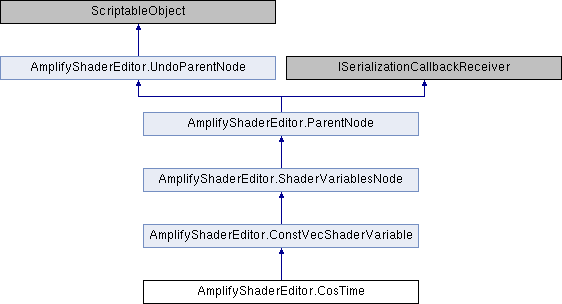 ScriptableObject
AmplifyShaderEditor.UndoParentNode
ISerializationCallbackReceiver
AmplifyShaderEditor.ParentNode
AmplifyShaderEditor.ShaderVariablesNode
AmplifyShaderEditor.ConstVecShaderVariable
AmplifyShaderEditor.CosTime